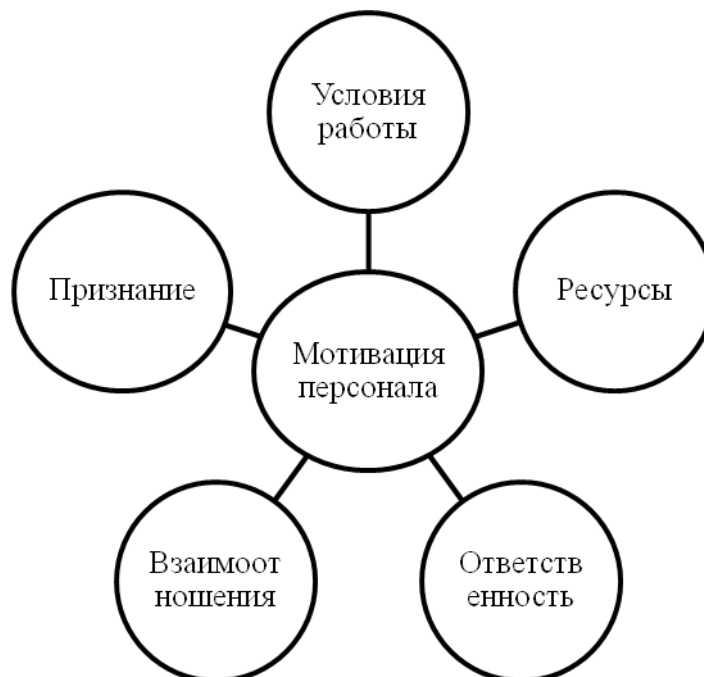 Условия
работы
Признание
Ресурсы
Мотивация
персонала
Взаимоот
ношения
Ответств
енность